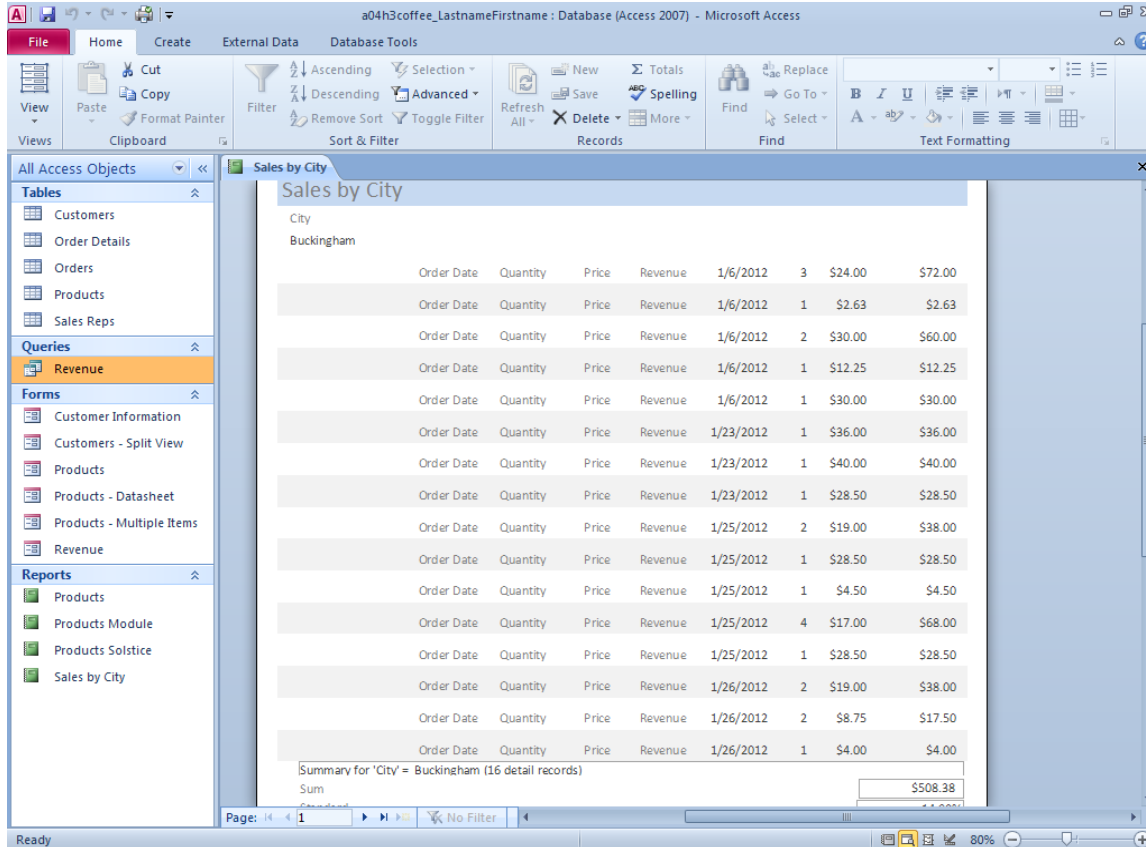 a04h3coffee_LastnameFirstname : Database (Access 2007) - Microsoft Access
File Home Create External Data Database Tools
View
Views
Paste
Cut
Copy
Format Painter
Clipboard
Filter
Ascending
Descending
Remove Sort
Selection
Advanced
Toggle Filter
Sort & Filter
Refresh All
New
Save
Delete
Totals
Spelling
More
Records
Find
Replace
Go To
Select
Find
B I U
A
Text Formatting
All Access Objects
Tables
Customers
Order Details
Orders
Products
Sales Reps
Queries
Revenue
Forms
Customer Information
Customers - Split View
Products
Products - Datasheet
Products - Multiple Items
Revenue
Reports
Products
Products Module
Products Solstice
Sales by City
Sales by City
Sales by City
City
Buckingham
Order Date Quantity Price Revenue 1/6/2012 3 $24.00 $72.00
Order Date Quantity Price Revenue 1/6/2012 1 $2.63 $2.63
Order Date Quantity Price Revenue 1/6/2012 2 $30.00 $60.00
Order Date Quantity Price Revenue 1/6/2012 1 $12.25 $12.25
Order Date Quantity Price Revenue 1/6/2012 1 $30.00 $30.00
Order Date Quantity Price Revenue 1/23/2012 1 $36.00 $36.00
Order Date Quantity Price Revenue 1/23/2012 1 $40.00 $40.00
Order Date Quantity Price Revenue 1/23/2012 1 $28.50 $28.50
Order Date Quantity Price Revenue 1/25/2012 2 $19.00 $38.00
Order Date Quantity Price Revenue 1/25/2012 1 $28.50 $28.50
Order Date Quantity Price Revenue 1/25/2012 1 $4.50 $4.50
Order Date Quantity Price Revenue 1/25/2012 4 $17.00 $68.00
Order Date Quantity Price Revenue 1/25/2012 1 $28.50 $28.50
Order Date Quantity Price Revenue 1/26/2012 2 $19.00 $38.00
Order Date Quantity Price Revenue 1/26/2012 2 $8.75 $17.50
Order Date Quantity Price Revenue 1/26/2012 1 $4.00 $4.00
Summary for 'City' = Buckingham (16 detail records)
Sum $508.38
Page: 1 No Filter
Ready 80%